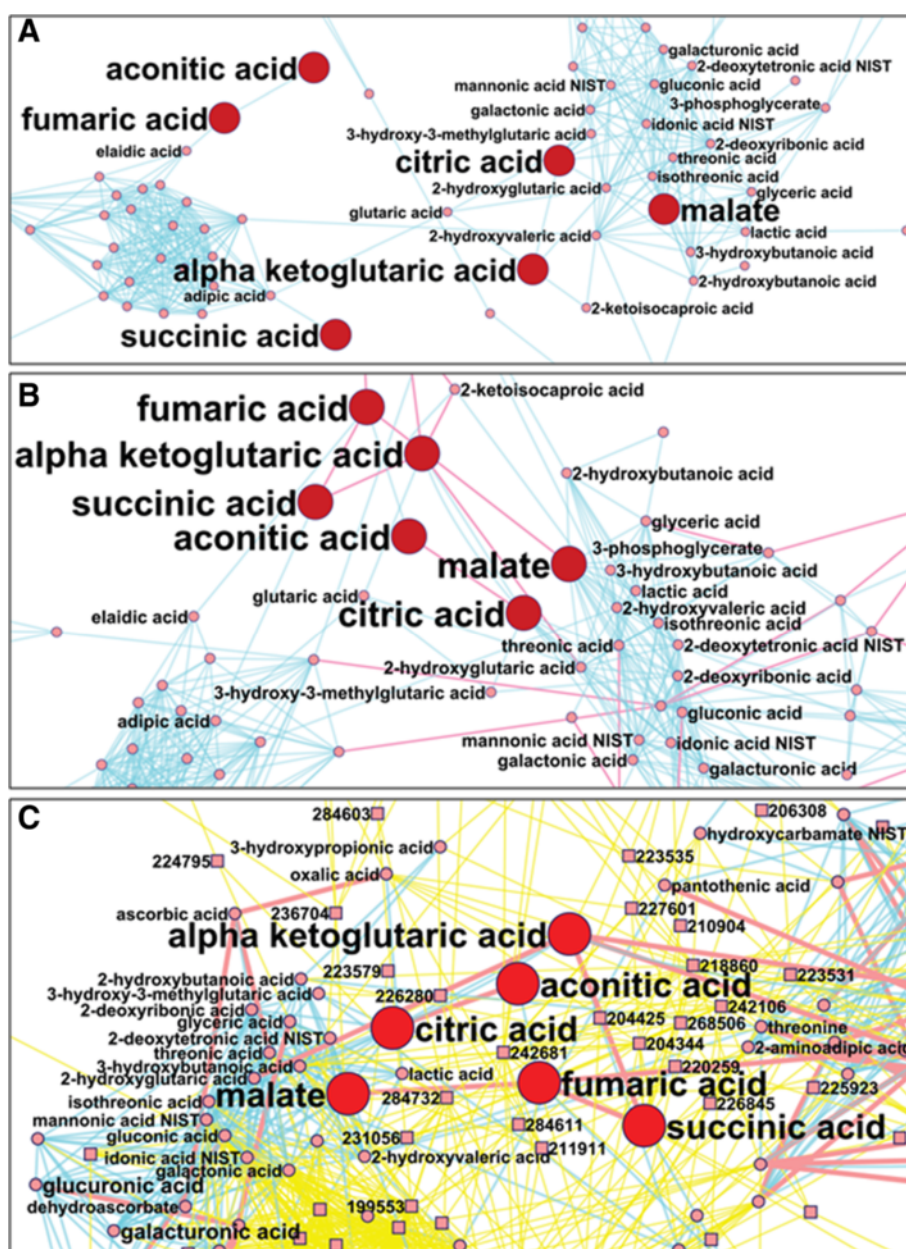 A
galacturonic acid
aconitic acid
2-deoxytetronic acid NIST
mannonic acid NIST
gluconic acid
3-phosphoglycerate
galactonic acid
fumaric acid
idonic acid NIST
3-hydroxy-3-methylglutaric acid
2-deoxyribonic acid
elaidic acid
citric acid
threonic acid
isothreonic acid
2-hydroxyglutaric acid
glyceric acid
glutaric acid
malate
2-hydroxyvaleric acid
lactic acid
3-hydroxybutanoic acid
alpha ketoglutaric acid
2-hydroxybutanoic acid
adipic acid
2-ketoisocaproic acid
succinic acid
B
2-ketoisocaproic acid
fumaric acid
alpha ketoglutaric acid
2-hydroxybutanoic acid
succinic acid
glyceric acid
aconitic acid
3-phosphoglycerate
malate
3-hydroxybutanoic acid
lactic acid
glutaric acid
2-hydroxyvaleric acid
citric acid
elaidic acid
isothreonic acid
threonic acid
2-deoxytetronic acid NIST
2-hydroxyglutaric acid
2-deoxyribonic acid
3-hydroxy-3-methylglutaric acid
gluconic acid
adipic acid
mannonic acid NIST
idonic acid NIST
galactonic acid
galacturonic acid
C
284603
206308
hydroxycarbamate NIST
3-hydroxypropionic acid
224795
223535
oxalic acid
pantothenic acid
ascorbic acid
236704
227601
210904
alpha ketoglutaric acid
218860
223579
223531
2-hydroxybutanoic acid
aconitic acid
3-hydroxy-3-methylglutaric acid
226280
242106
2-deoxyribonic acid
204425
268506
threonine
glyceric acid
citric acid
2-deoxytetronic acid NIST
204344
2-aminoadipic acid
threonic acid
242681
3-hydroxybutanoic acid
220259
2-hydroxyglutaric acid
lactic acid
fumaric acid
225923
malate
284732
226845
isothreonic acid
mannonic acid NIST
284611
succinic acid
gluconic acid
231056
211911
idonic acid NIST
2-hydroxyvaleric acid
galactonic acid
glucuronic acid
dehydroascorbate
199553
galacturonic acid